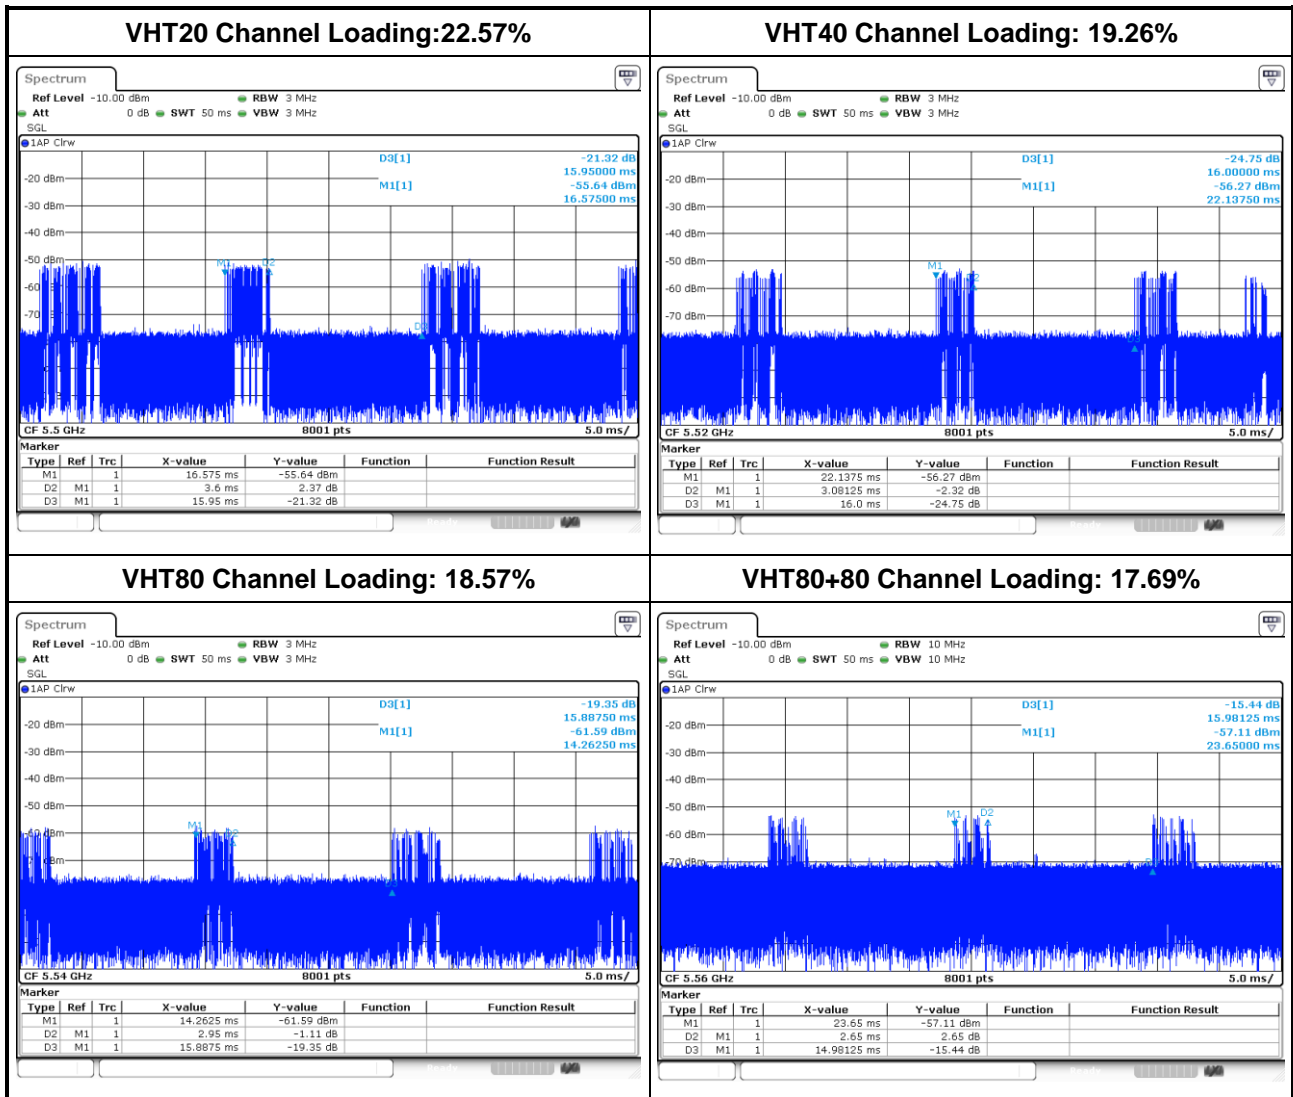 VHT20 Channel Loading:22.57%
Spectrum
Ref Level -10.00 dBm RBW 3 MHz
Att 0 dB SWT 50 ms VBW 3 MHz
SGL
1AP Clrw
D3[1] -21.32 dB
15.95000 ms
M1[1] -55.64 dBm
16.57500 ms
-20 dBm
-30 dBm
-40 dBm
-50 dBm
-60
-70
M1 D2
CF 5.5 GHz 8001 pts 5.0 ms/
Marker
Type Ref Trc X-value Y-value Function Function Result
M1 1 16.575 ms -55.64 dBm
D2 M1 1 3.6 ms 2.37 dB
D3 M1 1 15.95 ms -21.32 dB
Ready
VHT40 Channel Loading: 19.26%
Spectrum
Ref Level -10.00 dBm RBW 3 MHz
Att 0 dB SWT 50 ms VBW 3 MHz
SGL
1AP Clrw
D3[1] -24.75 dB
16.00000 ms
M1[1] -56.27 dBm
22.13750 ms
-20 dBm
-30 dBm
-40 dBm
-50 dBm
-60 dBm
-70 dBm
M1
D2
D3
CF 5.52 GHz 8001 pts 5.0 ms/
Marker
Type Ref Trc X-value Y-value Function Function Result
M1 1 22.1375 ms -56.27 dBm
D2 M1 1 3.08125 ms -2.32 dB
D3 M1 1 16.0 ms -24.75 dB
Ready
VHT80 Channel Loading: 18.57%
Spectrum
Ref Level -10.00 dBm RBW 3 MHz
Att 0 dB SWT 50 ms VBW 3 MHz
SGL
1AP Clrw
D3[1] -19.35 dB
15.88750 ms
M1[1] -61.59 dBm
14.26250 ms
-20 dBm
-30 dBm
-40 dBm
-50 dBm
M1
D2
D3
CF 5.54 GHz 8001 pts 5.0 ms/
Marker
Type Ref Trc X-value Y-value Function Function Result
M1 1 14.2625 ms -61.59 dBm
D2 M1 1 2.95 ms -1.11 dB
D3 M1 1 15.8875 ms -19.35 dB
Ready
VHT80+80 Channel Loading: 17.69%
Spectrum
Ref Level -10.00 dBm RBW 10 MHz
Att 0 dB SWT 50 ms VBW 10 MHz
SGL
1AP Clrw
D3[1] -15.44 dB
15.98125 ms
M1[1] -57.11 dBm
23.65000 ms
-20 dBm
-30 dBm
-40 dBm
-50 dBm
-60 dBm
-70 dBm
M1 D2
CF 5.56 GHz 8001 pts 5.0 ms/
Marker
Type Ref Trc X-value Y-value Function Function Result
M1 1 23.65 ms -57.11 dBm
D2 M1 1 2.65 ms 2.65 dB
D3 M1 1 14.98125 ms -15.44 dB
Ready